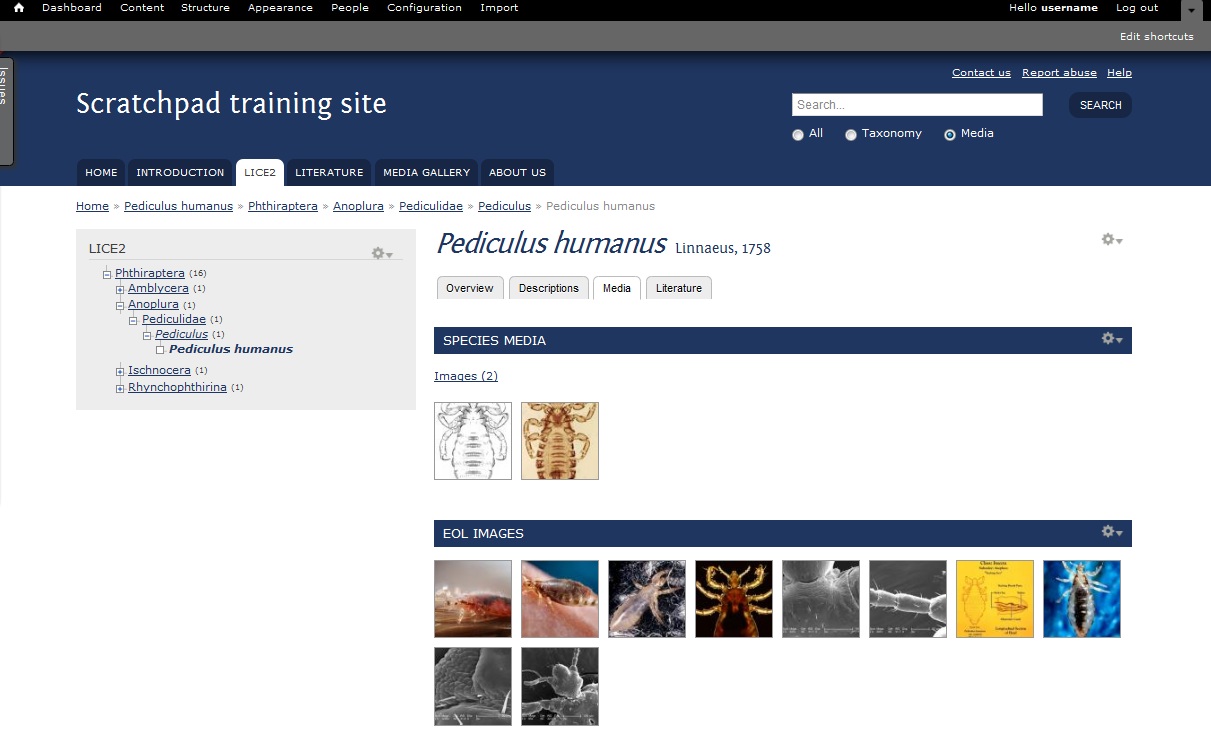 Dashboard Content Structure Appearance People Configuration Import Hello username Log out
Edit shortcuts
Issues
Contact us Report abuse Help
Scratchpad training site
Search... SEARCH
All Taxonomy Media
HOME INTRODUCTION LICE2 LITERATURE MEDIA GALLERY ABOUT US
Home » Pediculus humanus » Phthiraptera » Anoplura » Pediculidae » Pediculus » Pediculus humanus
LICE2
Phthiraptera (16)
Amblycera (1)
Anoplura (1)
Pediculidae (1)
Pediculus (1)
Pediculus humanus
Ischnocera (1)
Rhynchophthirina (1)
Pediculus humanus Linnaeus, 1758
Overview Descriptions Media Literature
SPECIES MEDIA
Images (2)
EOL IMAGES